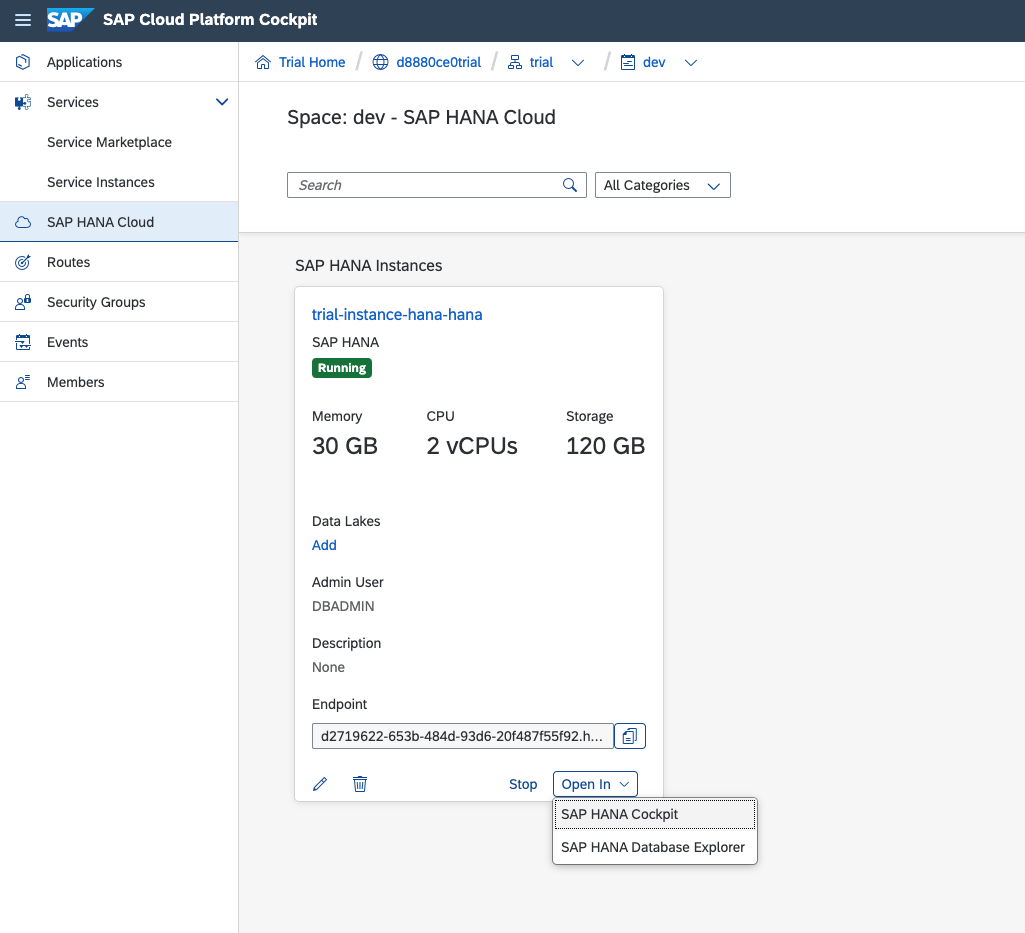 SAP SAP Cloud Platform Cockpit
Applications
Services
Service Marketplace
Service Instances
SAP HANA Cloud
Routes
Security Groups
Events
Members
Trial Home / d8880ce0trial / trial / dev
Space: dev - SAP HANA Cloud
Search
All Categories
SAP HANA Instances
trial-instance-hana-hana
SAP HANA
Running
Memory CPU Storage
30 GB 2 vCPUs 120 GB
Data Lakes
Add
Admin User
DBADMIN
Description
None
Endpoint
d2719622-653b-484d-93d6-20f487f55f92.h...
Stop Open In
SAP HANA Cockpit
SAP HANA Database Explorer